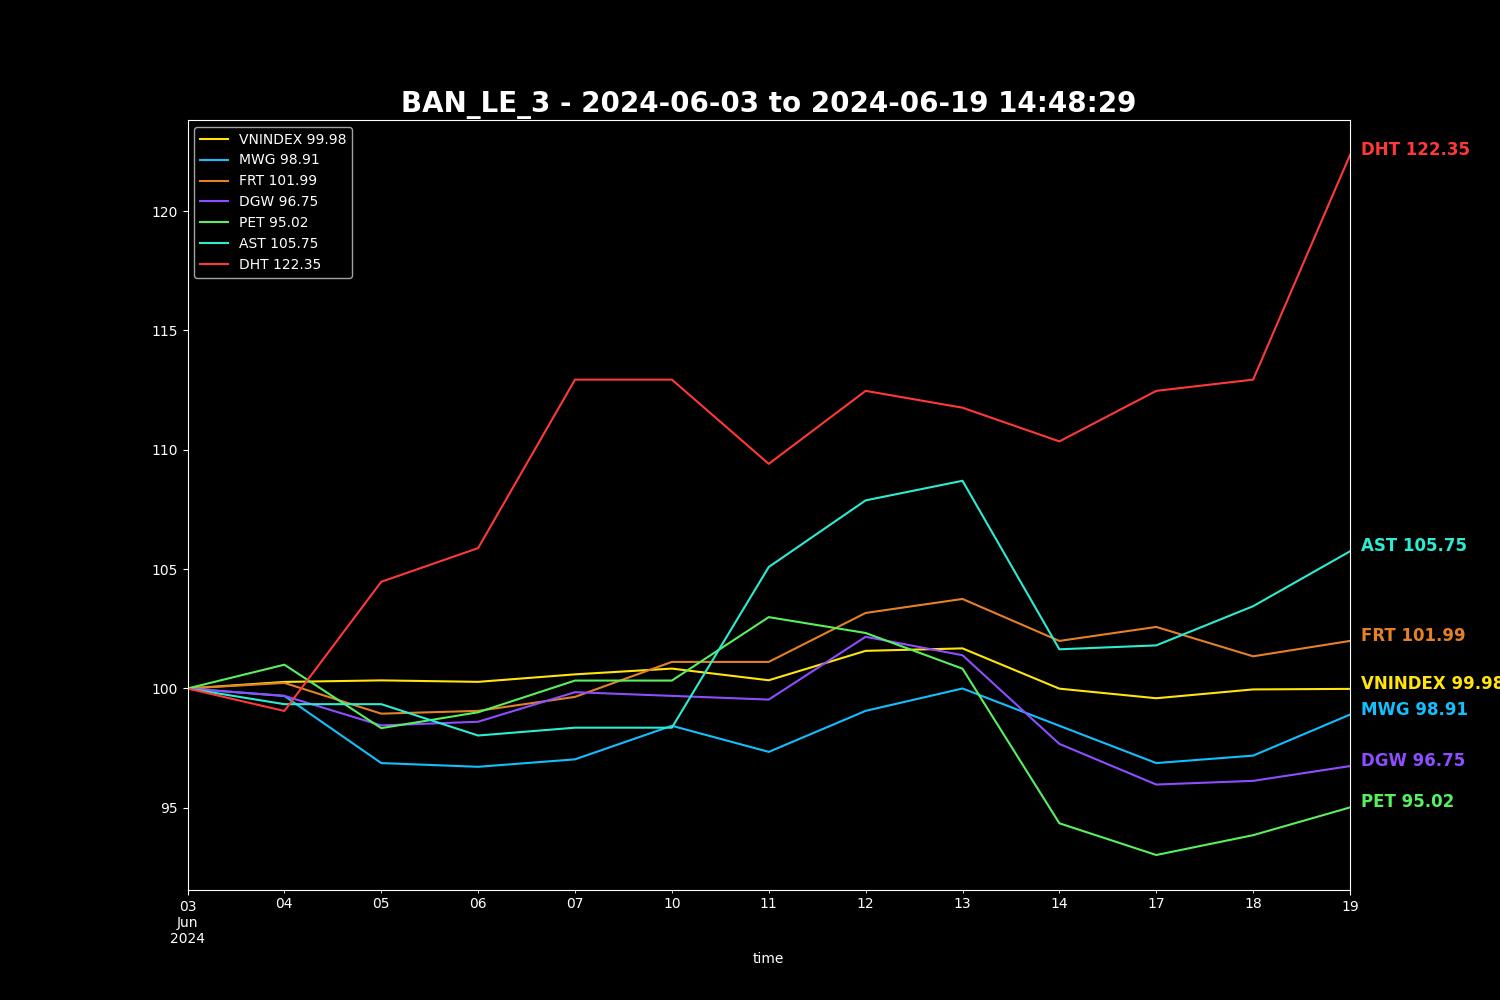 BAN_LE_3 - 2024-06-03 to 2024-06-19 14:48:29
VNINDEX 99.98
MWG 98.91
FRT 101.99
DGW 96.75
PET 95.02
AST 105.75
DHT 122.35
120
115
110
105
100
95
DHT 122.35
AST 105.75
FRT 101.99
VNINDEX 99.98
MWG 98.91
DGW 96.75
PET 95.02
03 04 05 06 07 10 11 12 13 14 17 18 19
Jun
2024
time